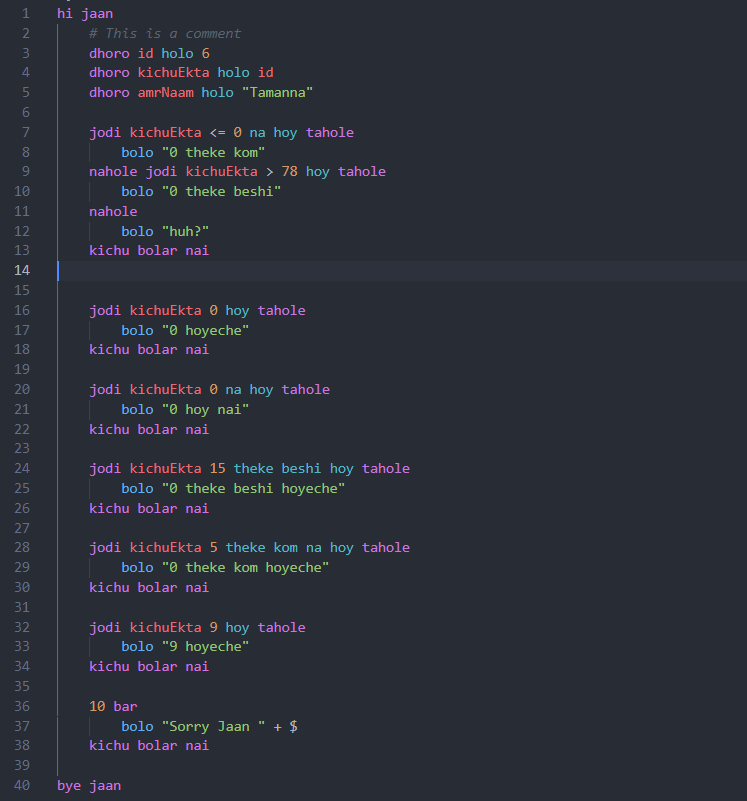 1 hi jaan
2 # This is a comment
3 dhoro id holo 6
4 dhoro kichuEkta holo id
5 dhoro amrNaam holo "Tamanna"
6
7 jodi kichuEkta <= 0 na hoy tahole
8 bolo "0 theke kom"
9 nahole jodi kichuEkta > 78 hoy tahole
10 bolo "0 theke beshi"
11 nahole
12 bolo "huh?"
13 kichu bolar nai
14
15
16 jodi kichuEkta 0 hoy tahole
17 bolo "0 hoyeche"
18 kichu bolar nai
19
20 jodi kichuEkta 0 na hoy tahole
21 bolo "0 hoy nai"
22 kichu bolar nai
23
24 jodi kichuEkta 15 theke beshi hoy tahole
25 bolo "0 theke beshi hoyeche"
26 kichu bolar nai
27
28 jodi kichuEkta 5 theke kom na hoy tahole
29 bolo "0 theke kom hoyeche"
30 kichu bolar nai
31
32 jodi kichuEkta 9 hoy tahole
33 bolo "9 hoyeche"
34 kichu bolar nai
35
36 10 bar
37 bolo "Sorry Jaan " + $
38 kichu bolar nai
39
40 bye jaan